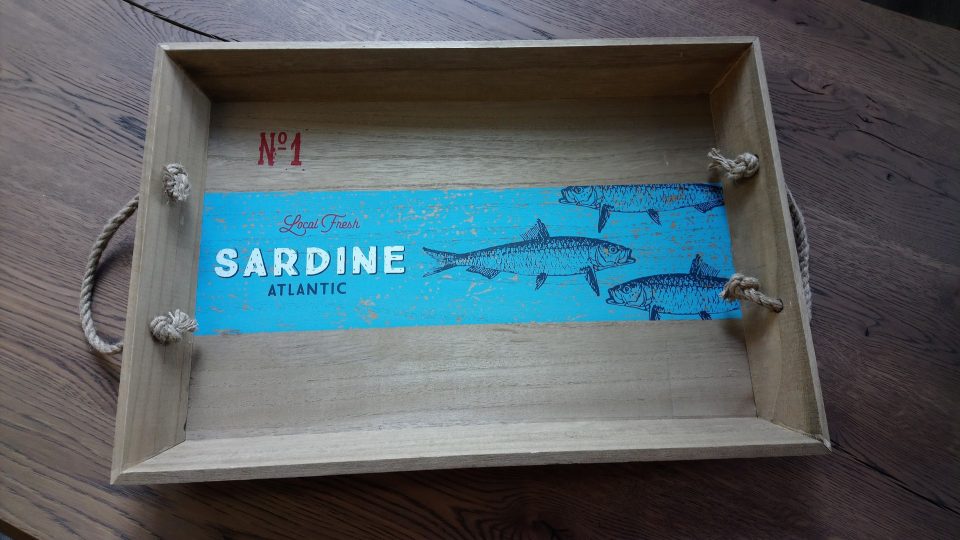 Nº1
Local Fresh
SARDINE
ATLANTIC